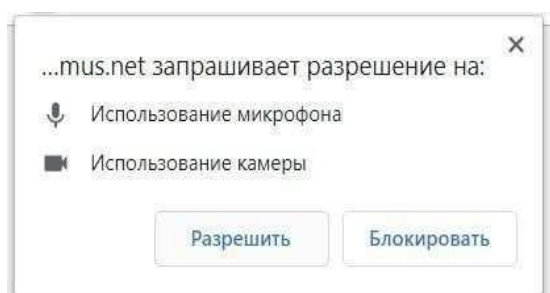 ...mus.net запрашивает разрешение на:
Использование микрофона
Использование камеры
Разрешить
Блокировать